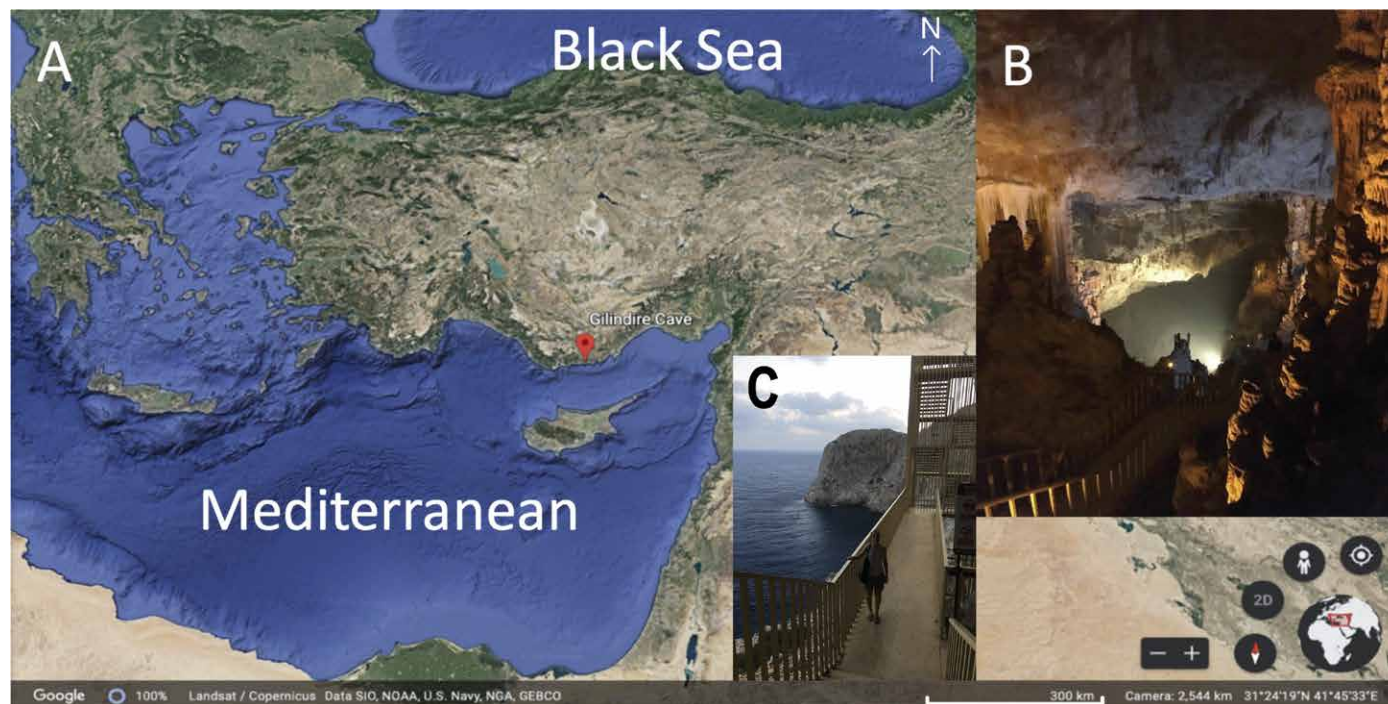 A
Black Sea
N
B
Gilindire Cave
C
Mediterranean
2D
Google 100% Landsat / Copernicus Data SIO, NOAA, U.S. Navy, NGA, GEBCO 300 km Camera: 2,544 km 31°24'19"N 41°45'33"E